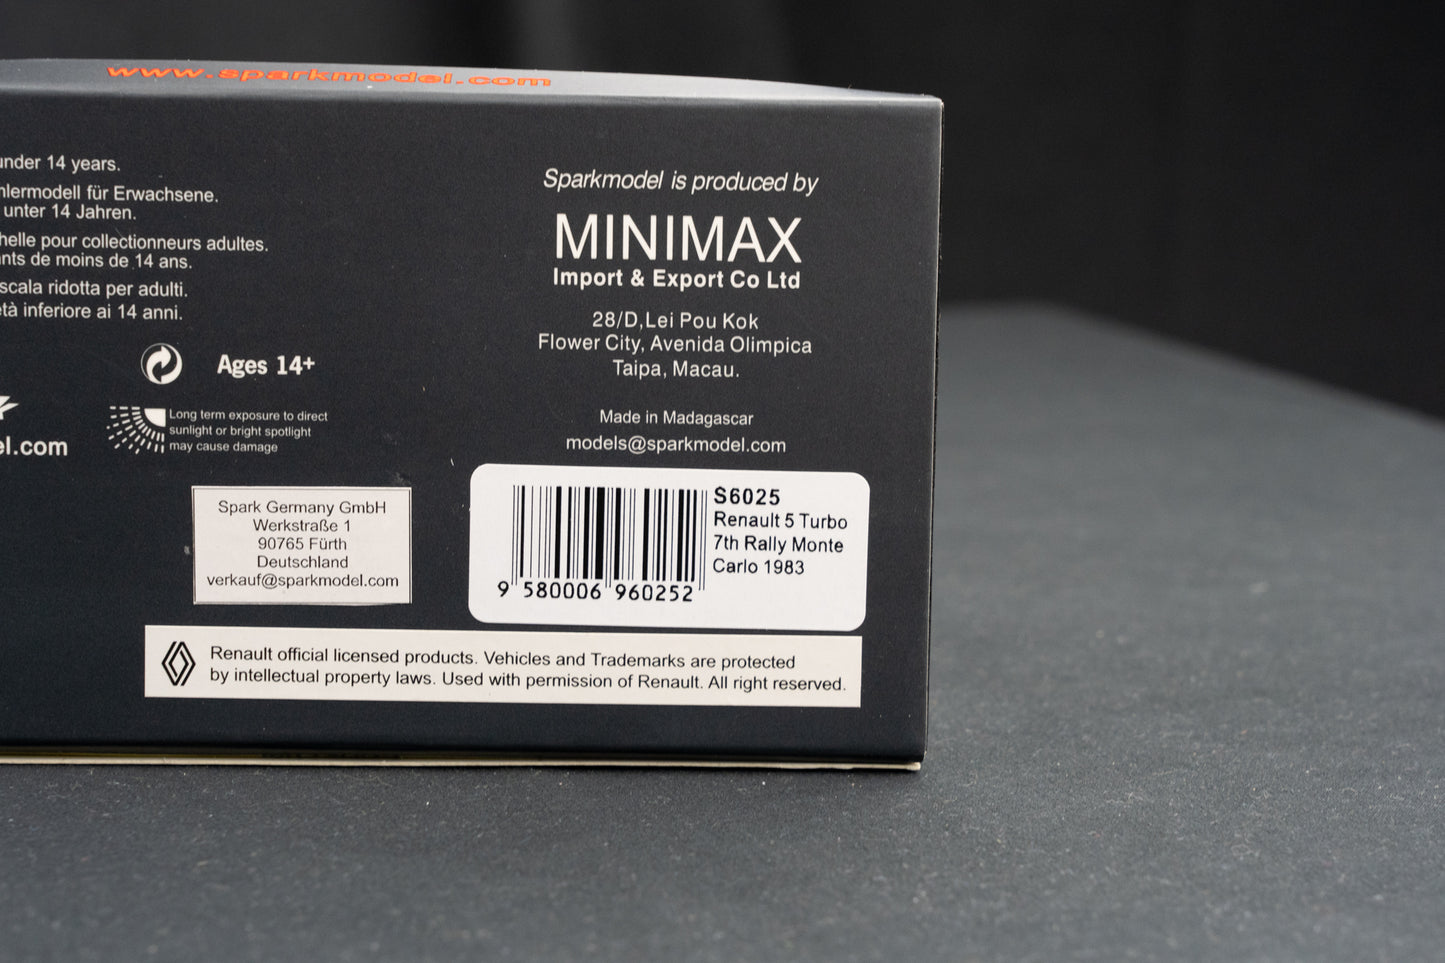 www.sparkmodel.com
under 14 years.
für Erwachsene.
unter 14 Jahren.
pour collectionneurs adultes.
de moins de 14 ans.
scala ridotta per adulti.
inferiore ai 14 anni.
Ages 14+
Long term exposure to direct
sunlight or bright spotlight
may cause damage
el.com
Sparkmodel is produced by
MINIMAX
Import & Export Co Ltd
28/D,Lei Pou Kok
Flower City, Avenida Olimpica
Taipa, Macau.
Made in Madagascar
models@sparkmodel.com
Spark Germany GmbH
Werkstraße 1
90765 Fürth
Deutschland
verkauf@sparkmodel.com
S6025
Renault 5 Turbo
7th Rally Monte
Carlo 1983
9 580006 960252
Renault official licensed products. Vehicles and Trademarks are protected
by intellectual property laws. Used with permission of Renault. All right reserved.